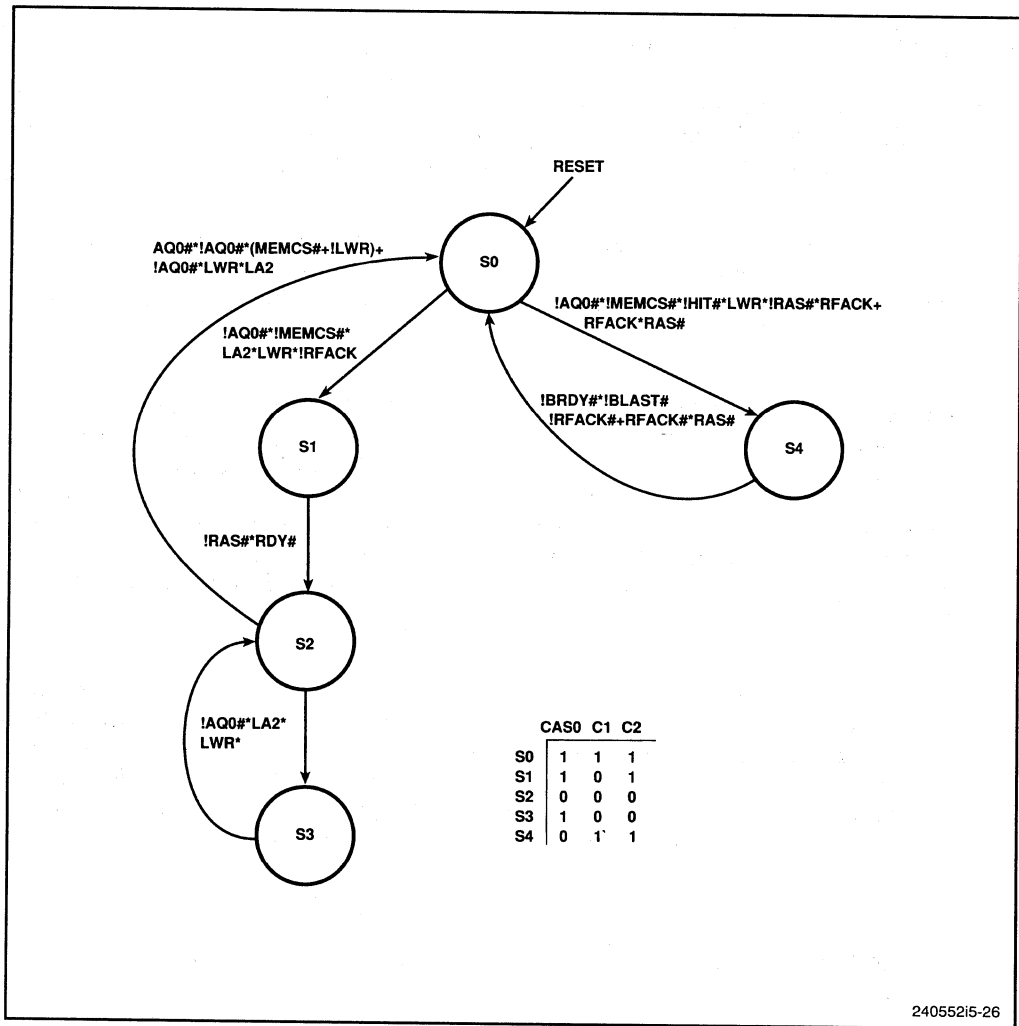 RESET
AQ0#*!AQ0#*(MEMCS#+!LWR)+
!AQ0#*LWR*LA2
S0
!AQ0#*!MEMCS#*!HIT#*LWR*!RAS#*RFACK+
RFACK*RAS#
!AQ0#*!MEMCS#*
LA2*LWR*!RFACK
!BRDY#*!BLAST#
!RFACK#+RFACK#*RAS#
S1
S4
!RAS#*RDY#
S2
!AQ0#*LA2*
LWR*
S3
CAS0 C1 C2
S0 1 1 1
S1 1 0 1
S2 0 0 0
S3 1 0 0
S4 0 1 1
240552i5-26